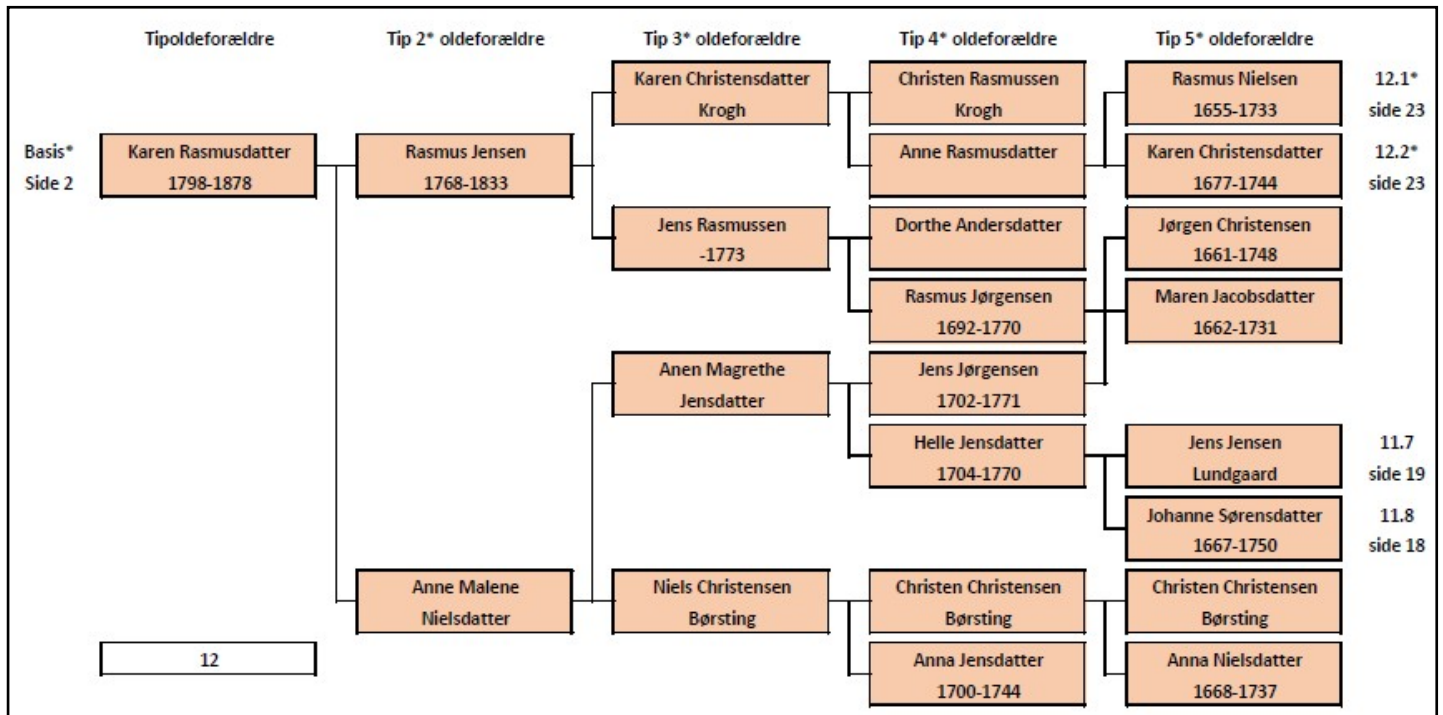 Tipoldeforældre Tip 2* oldeforældre Tip 3* oldeforældre Tip 4* oldeforældre Tip 5* oldeforældre
Karen Christensdatter Christen Rasmussen Rasmus Nielsen 12.1*
Krogh Krogh 1655-1733 side 23
Basis* Karen Rasmusdatter Rasmus Jensen Anne Rasmusdatter Karen Christensdatter 12.2*
Side 2 1798-1878 1768-1833 1677-1744 side 23
Jens Rasmussen Dorthe Andersdatter Jørgen Christensen
-1773 1661-1748
Rasmus Jørgensen Maren Jacobsdatter
1692-1770 1662-1731
Anen Magrethe Jens Jørgensen
Jensdatter 1702-1771
Helle Jensdatter Jens Jensen 11.7
1704-1770 Lundgaard side 19
Johanne Sørensdatter 11.8
1667-1750 side 18
Anne Malene Niels Christensen Christen Christensen Christen Christensen
Nielsdatter Børsting Børsting Børsting
12 Anna Jensdatter Anna Nielsdatter
1700-1744 1668-1737